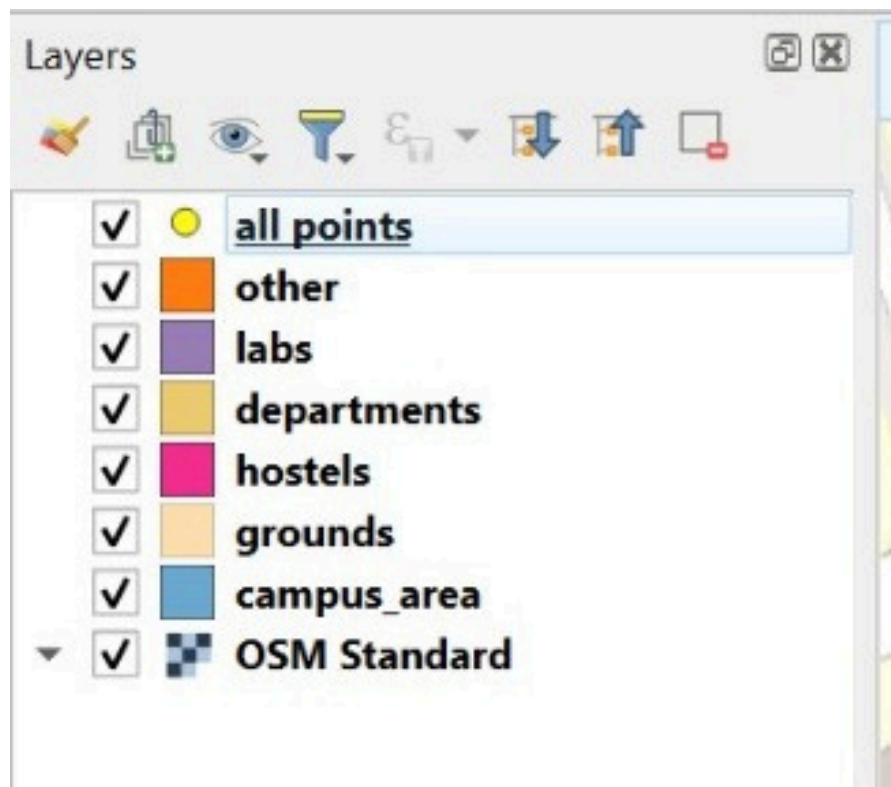 Layers
all points
other
labs
departments
hostels
grounds
campus_area
OSM Standard